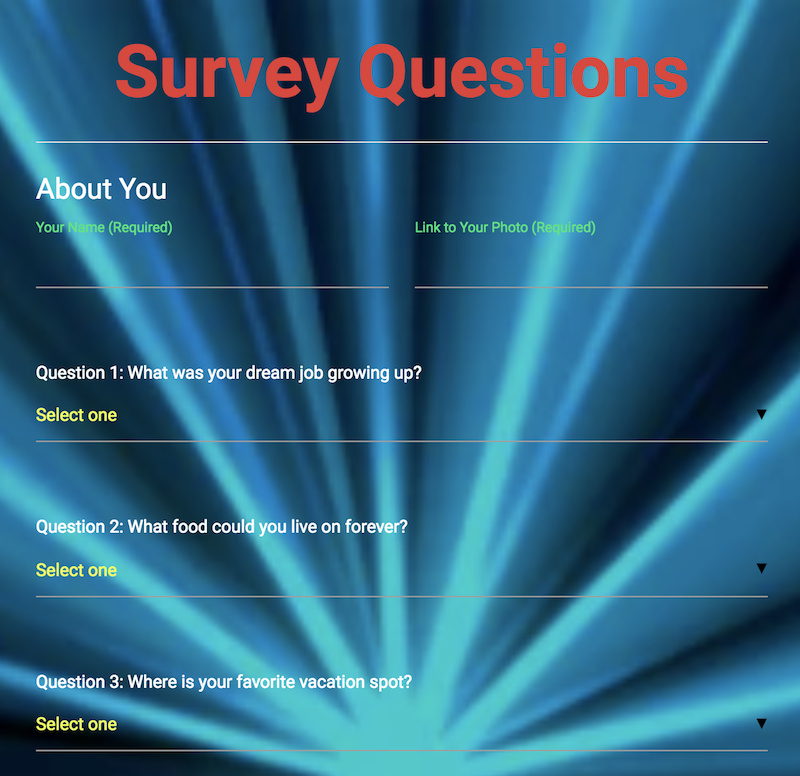 Survey Questions
About You
Your Name (Required)
Link to Your Photo (Required)
Question 1: What was your dream job growing up?
Select one
Question 2: What food could you live on forever?
Select one
Question 3: Where is your favorite vacation spot?
Select one